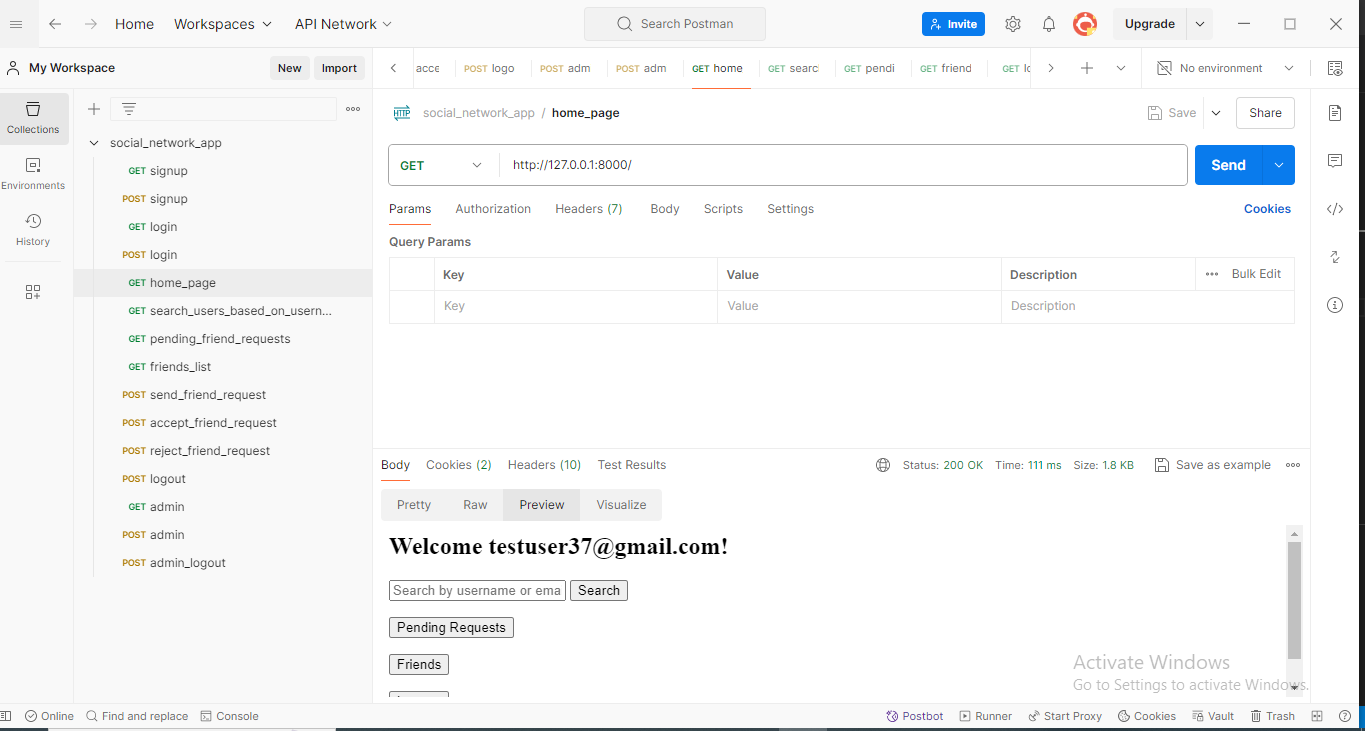 Home Workspaces API Network Search Postman Invite Upgrade
My Workspace New Import acce POST logo POST adm POST adm GET home GET searc GET pendi GET friend GET lo No environment
Collections
Environments
History
social_network_app
GET signup
POST signup
GET login
POST login
GET home_page
GET search_users_based_on_usern...
GET pending_friend_requests
GET friends_list
POST send_friend_request
POST accept_friend_request
POST reject_friend_request
POST logout
GET admin
POST admin
POST admin_logout
HTTP social_network_app / home_page Save Share
GET http://127.0.0.1:8000/ Send
Params Authorization Headers (7) Body Scripts Settings Cookies
Query Params
Key Value Description Bulk Edit
Key Value Description
Body Cookies (2) Headers (10) Test Results Status: 200 OK Time: 111 ms Size: 1.8 KB Save as example
Pretty Raw Preview Visualize
Welcome testuser37@gmail.com!
Search by username or ema Search
Pending Requests
Friends
Activate Windows
Go to Settings to activate Windows.
Online Find and replace Console Postbot Runner Start Proxy Cookies Vault Trash